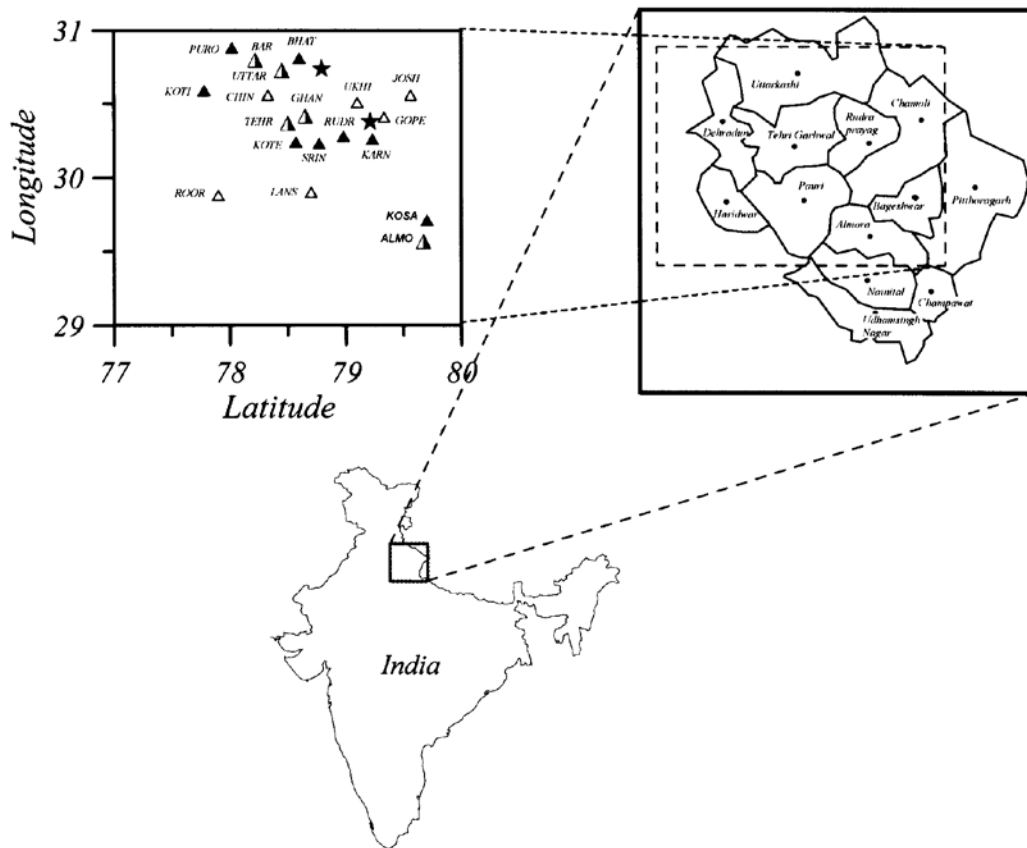 31
30
29
Longitude
77
78
79
80
Latitude
PURO
BAR
BHAT
UTTAR
UKHI
JOSH
KOTI
CHIN
GHAN
TEHR
RUDR
GOPE
KOTE
SRIN
KARN
ROOR
LANS
KOSA
ALMO
Uttarkashi
Chamoli
Dehradun
Tehri Garhwal
Rudra
prayag
Pauri
Haridwar
Bageshwar
Pithoragarh
Almora
Nainital
Champawat
Udhamsingh
Nagar
India